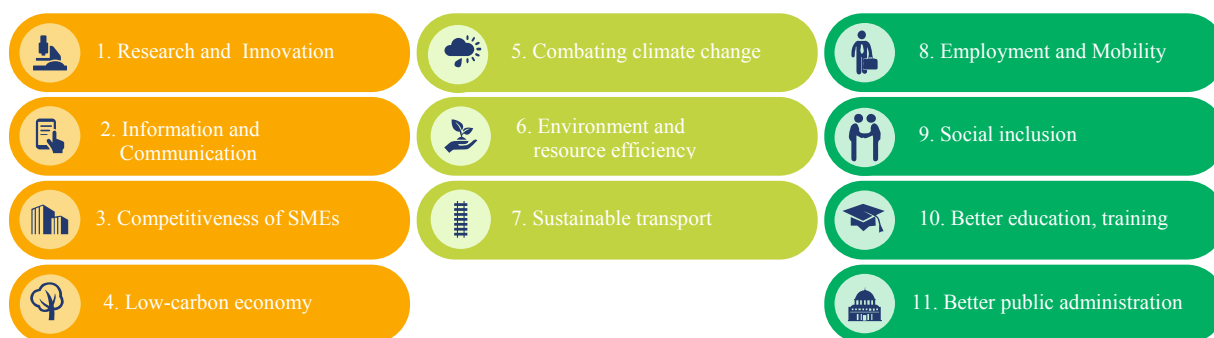 1. Research and Innovation
2. Information and
Communication
3. Competitiveness of SMEs
4. Low-carbon economy
5. Combating climate change
6. Environment and
resource efficiency
7. Sustainable transport
8. Employment and Mobility
9. Social inclusion
10. Better education, training
11. Better public administration